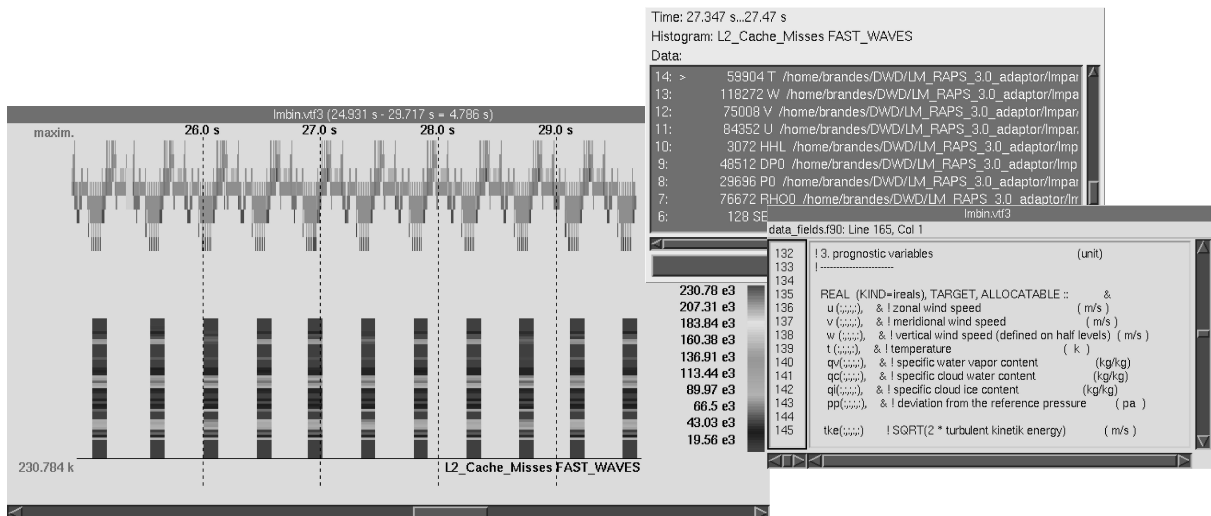 Time: 27.347 s...27.47 s
Histogram: L2_Cache_Misses FAST_WAVES
Data:
14: > 59904 T /home/brandes/DWD/LM_RAPS_3.0_adaptor/Impar
13: 118272 W /home/brandes/DWD/LM_RAPS_3.0_adaptor/Impa
12: 75008 V /home/brandes/DWD/LM_RAPS_3.0_adaptor/Impar
11: 84352 U /home/brandes/DWD/LM_RAPS_3.0_adaptor/Impar
10: 3072 HHL /home/brandes/DWD/LM_RAPS_3.0_adaptor/Impa
9: 48512 DP0 /home/brandes/DWD/LM_RAPS_3.0_adaptor/Imp
8: 29696 P0 /home/brandes/DWD/LM_RAPS_3.0_adaptor/Impa
7: 76672 RHO0 /home/brandes/DWD/LM_RAPS_3.0_adaptor/Im
6: 128 SE
lmbin.vtf3 (24.931 s - 29.717 s = 4.786 s)
maxim. 26.0 s 27.0 s 28.0 s 29.0 s
230.78 e3
207.31 e3
183.84 e3
160.38 e3
136.91 e3
113.44 e3
89.97 e3
66.5 e3
43.03 e3
19.56 e3
230.784 k
L2_Cache_Misses FAST_WAVES
lmbin.vtf3
data_fields.f90: Line 165, Col 1
132 ! 3. prognostic variables (unit)
133 ! -----------------------
134
135 REAL (KIND=ireals), TARGET, ALLOCATABLE :: &
136 u (:,:,:,:), & ! zonal wind speed ( m/s )
137 v (:,:,:,:), & ! meridional wind speed ( m/s )
138 w (:,:,:,:), & ! vertical wind speed (defined on half levels) ( m/s )
139 t (:,:,:,:), & ! temperature ( k )
140 qv(:,:,:,:), & ! specific water vapor content (kg/kg)
141 qc(:,:,:,:), & ! specific cloud water content (kg/kg)
142 qi(:,:,:,:), & ! specific cloud ice content (kg/kg)
143 pp(:,:,:,:), & ! deviation from the reference pressure ( pa )
144
145 tke(:,:,:,:) ! SQRT(2 * turbulent kinetik energy) ( m/s )